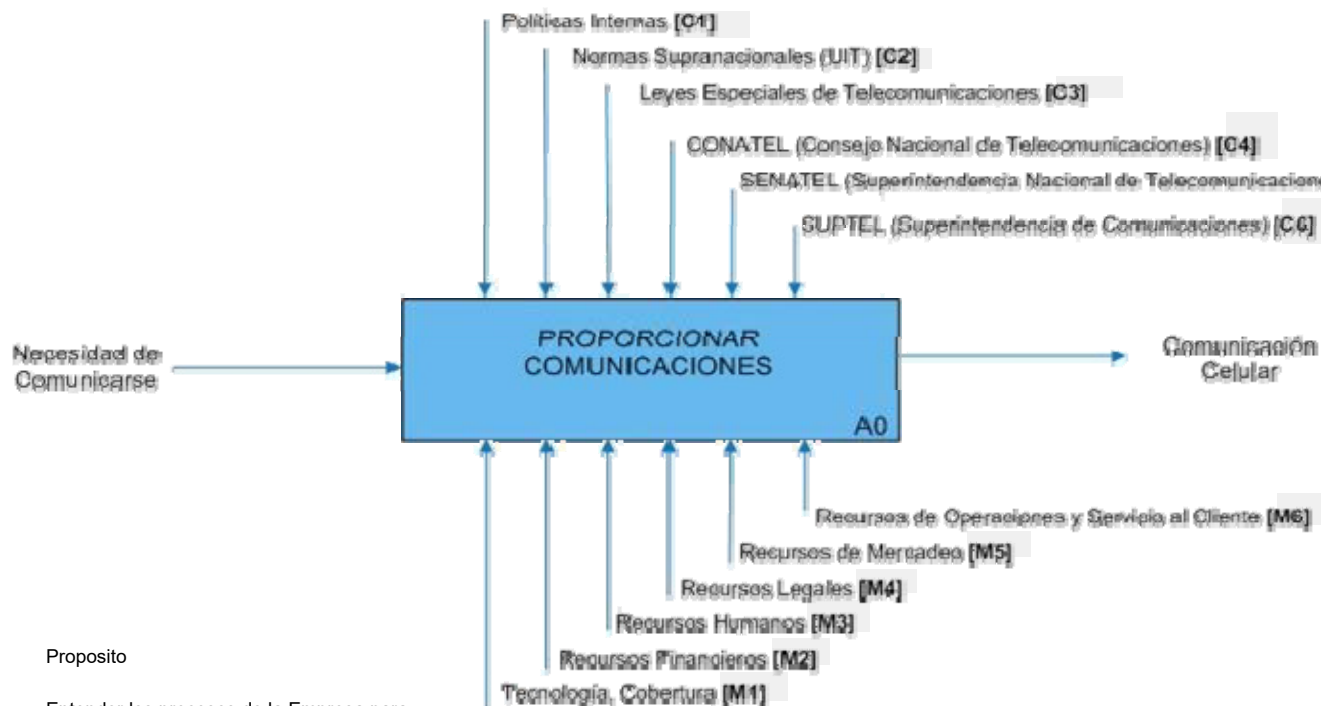 Políticas Internas [C1]
Normas Supranacionales (UIT) [C2]
Leyes Especiales de Telecomunicaciones [C3]
CONATEL (Consejo Nacional de Telecomunicaciones) [C4]
SENATEL (Superintendencia Nacional de
SUPTEL (Superintendencia de Comunicaciones) [C6]
PROPORCIONAR
COMUNICACIONES
A0
Necesidad de
Comunicarse
Comunicación
Celular
Recursos de Operaciones y Servicio al Cliente [M6]
Recursos de Mercadeo [M5]
Recursos Legales [M4]
Recursos Humanos [M3]
Recursos Financieros [M2]
Tecnología, Cobertura [M1]
Proposito